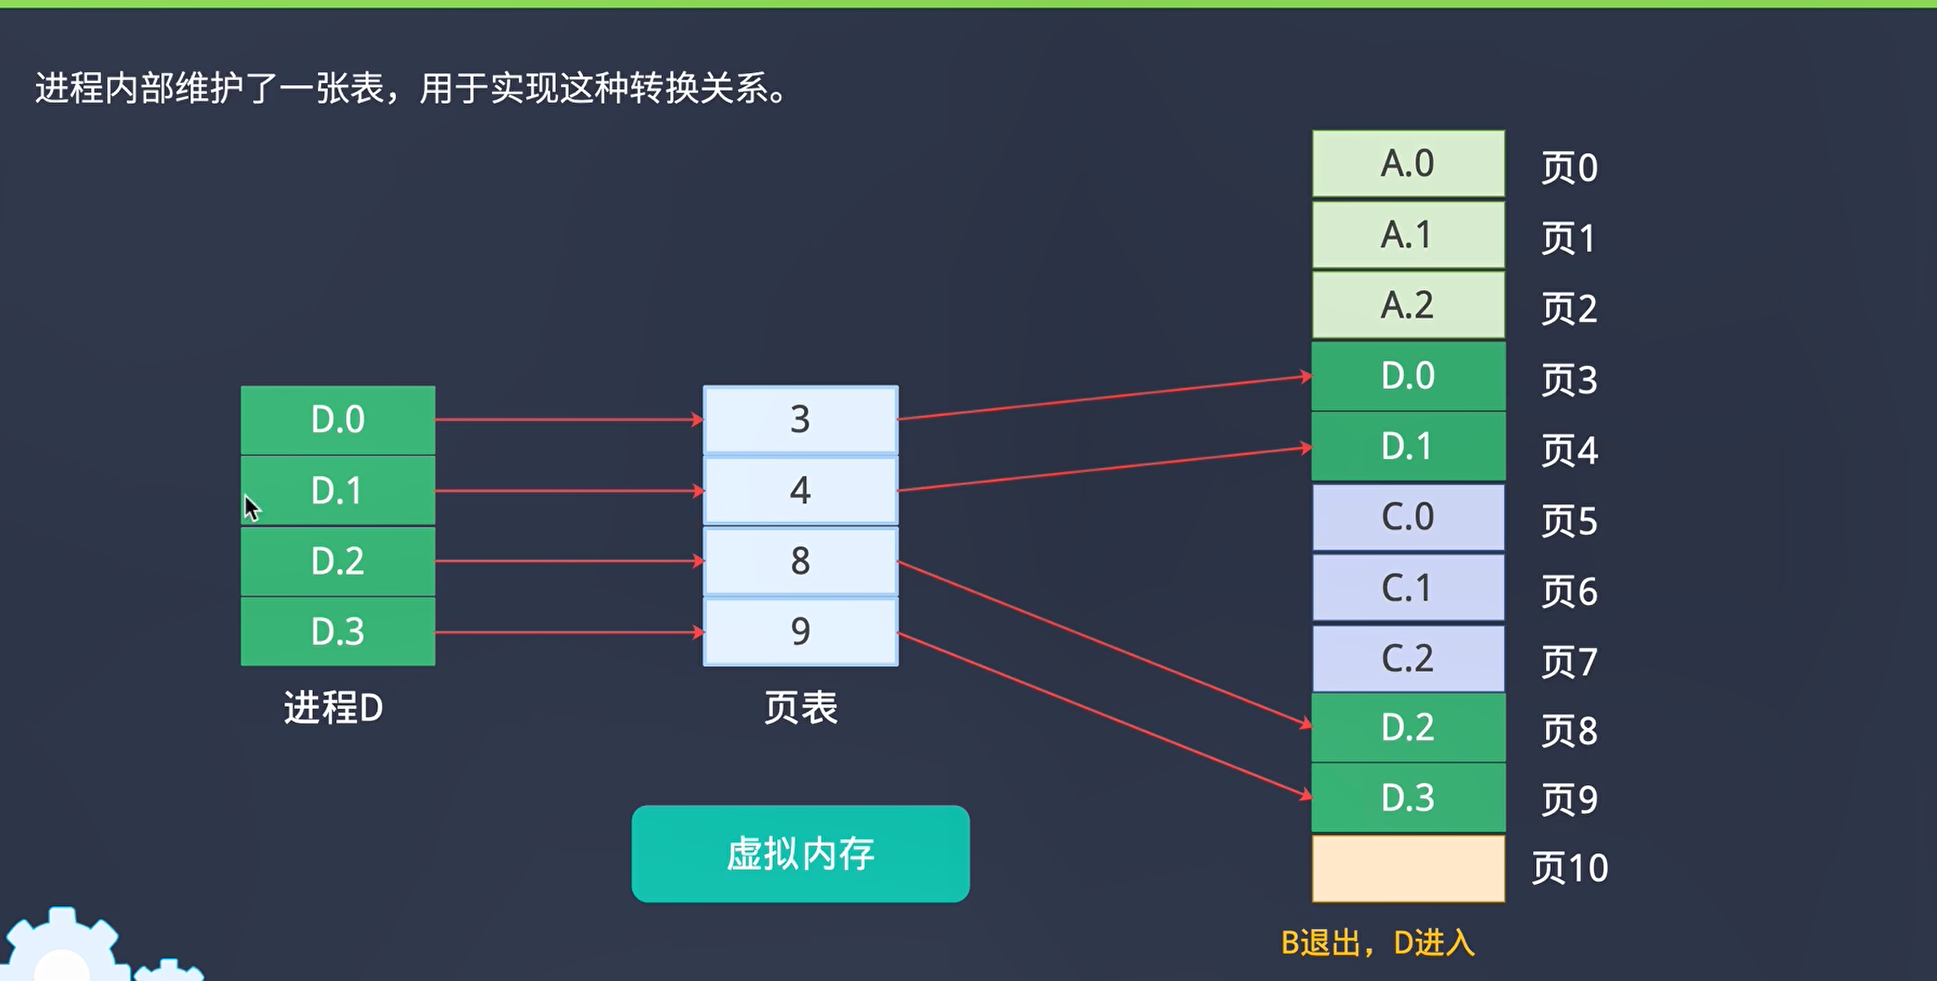 进程内部维护了一张表，用于实现这种转换关系。
D.0
D.1
D.2
D.3
进程D
3
4
8
9
页表
虚拟内存
A.0 页0
A.1 页1
A.2 页2
D.0 页3
D.1 页4
C.0 页5
C.1 页6
C.2 页7
D.2 页8
D.3 页9
页10
B退出，D进入